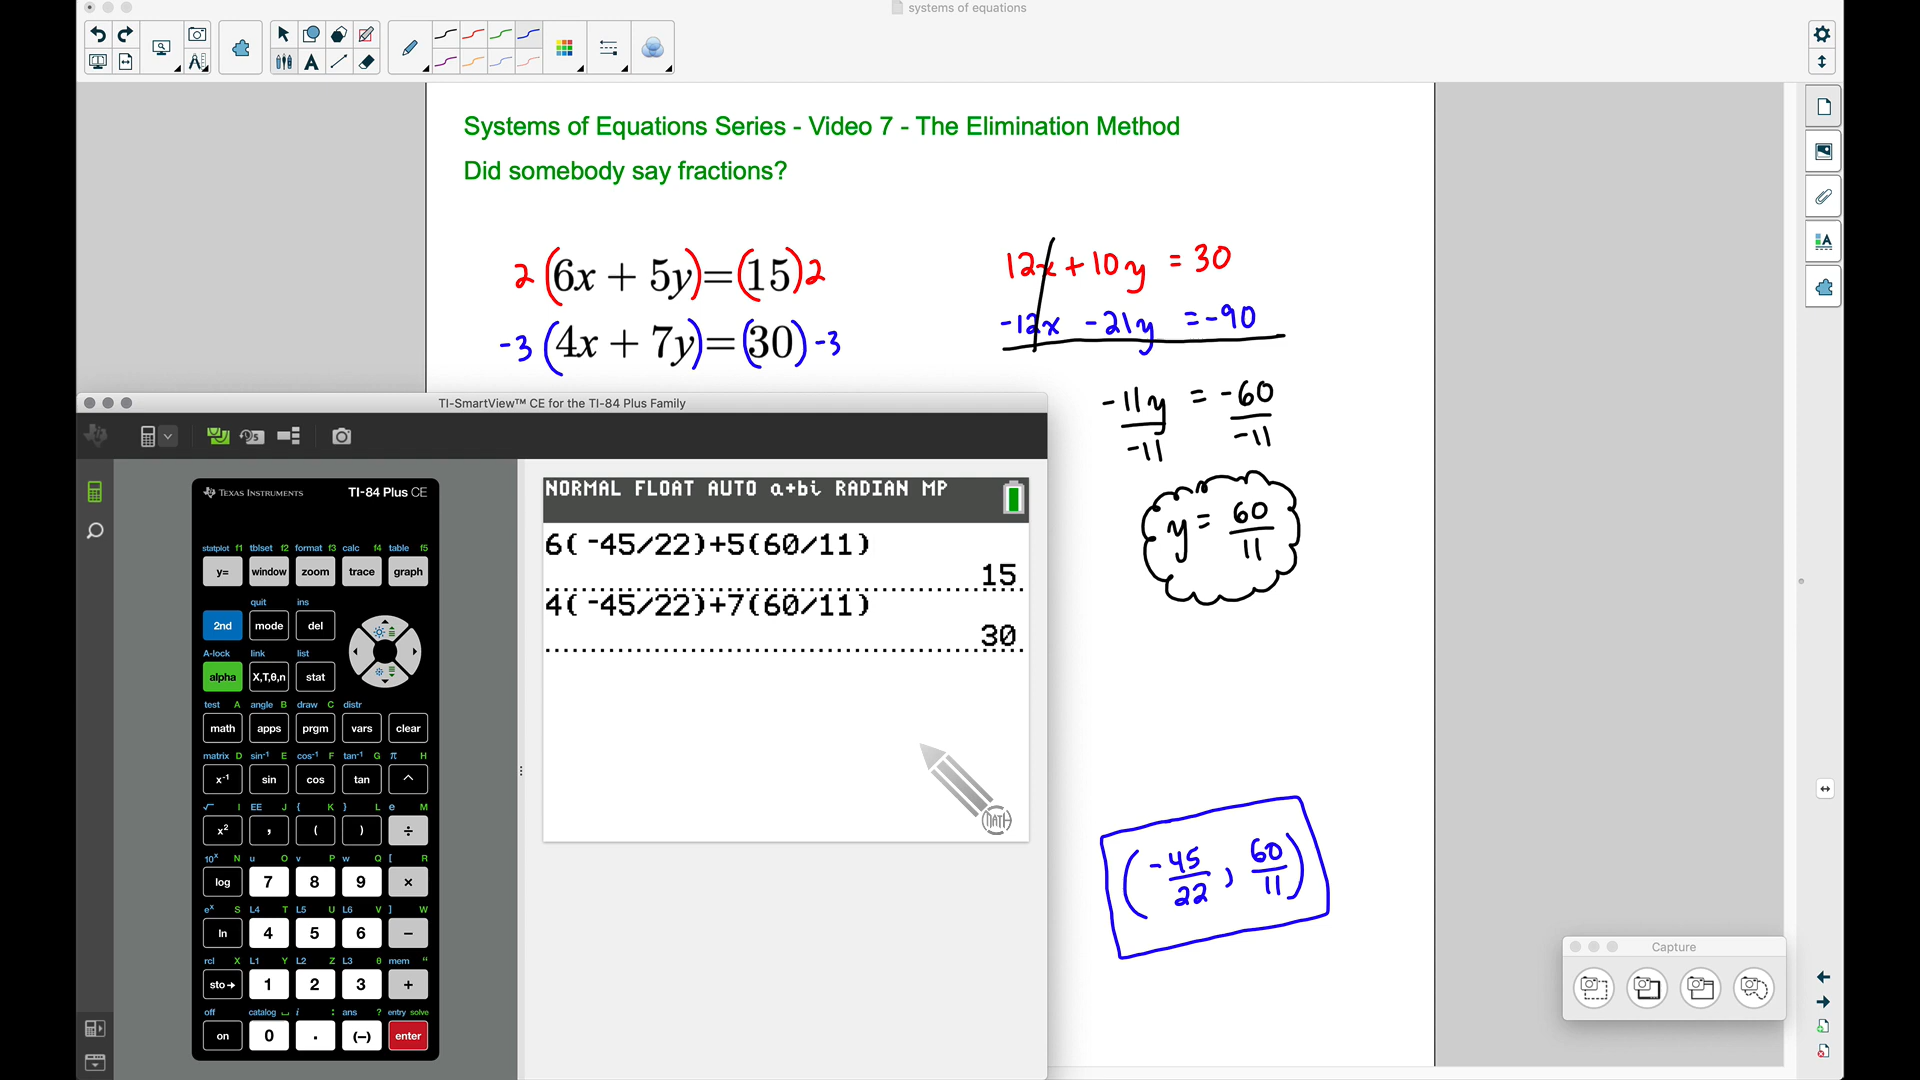 systems of equations
Systems of Equations Series - Video 7 - The Elimination Method
Did somebody say fractions?
2(6x + 5y)=(15)2
-3(4x + 7y)=(30)-3
12x+10y = 30
-12x -21y =-90
-11y = -60
-11 -11
y = 60/11
(-45/22, 60/11)
TI-SmartView™ CE for the TI-84 Plus Family
TEXAS INSTRUMENTS TI-84 Plus CE
NORMAL FLOAT AUTO a+bi RADIAN MP
6(-45/22)+5(60/11)
15
4(-45/22)+7(60/11)
30
MATH
statplot f1 tblset f2 format f3 calc f4 table f5
y= window zoom trace graph
quit ins
2nd mode del
A-lock link list
alpha X,T,θ,n stat
test A angle B draw C distr
math apps prgm vars clear
matrix D sin⁻¹ E cos⁻¹ F tan⁻¹ G π H
x⁻¹ sin cos tan ^
√ I EE J { K } L e M
x² , ( ) ÷
10ˣ N u O v P w Q [ R
log 7 8 9 ×
eˣ S L4 T L5 U L6 V ] W
ln 4 5 6 −
rcl X L1 Y L2 Z L3 θ mem "
sto→ 1 2 3 +
off catalog i : ans ? entry solve
on 0 . (−) enter
Capture